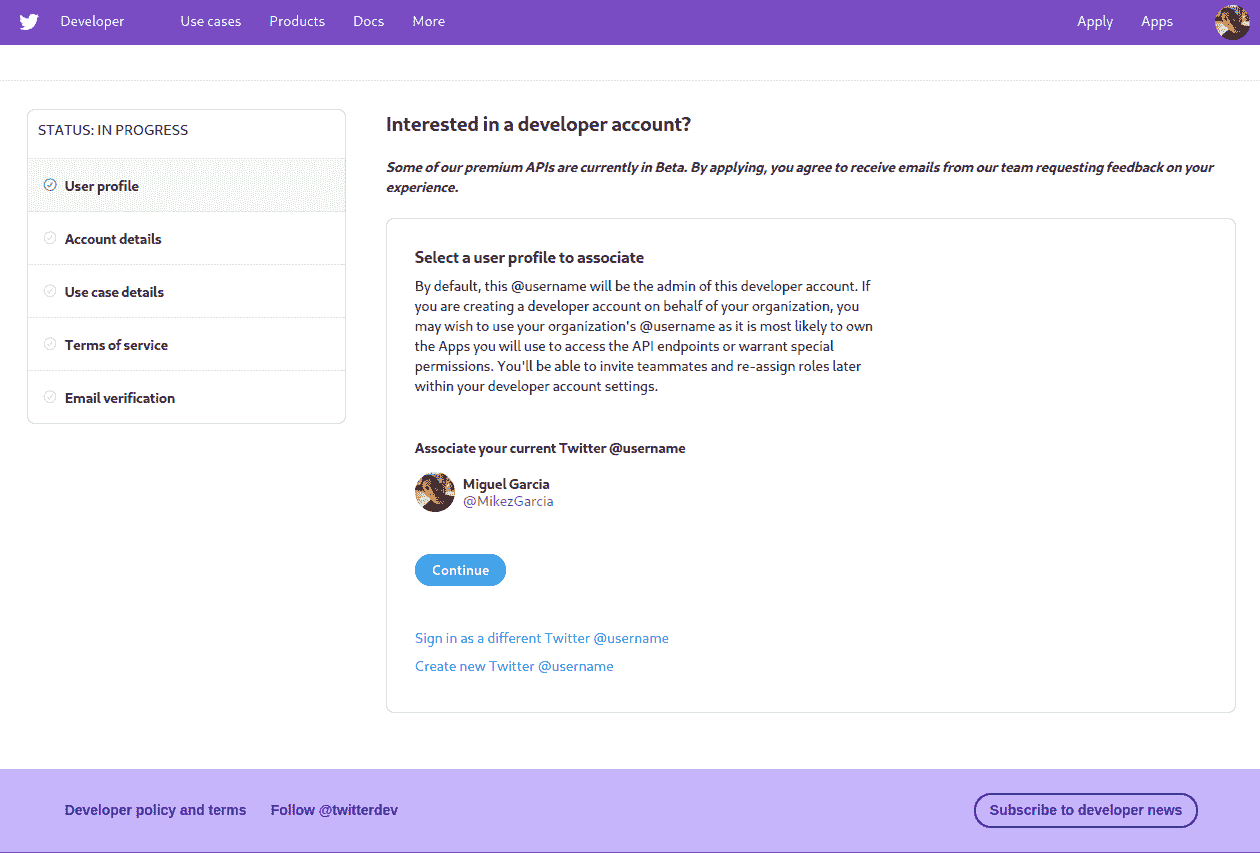 Developer Use cases Products Docs More Apply Apps
STATUS: IN PROGRESS
User profile
Account details
Use case details
Terms of service
Email verification
Interested in a developer account?
Some of our premium APIs are currently in Beta. By applying, you agree to receive emails from our team requesting feedback on your
experience.
Select a user profile to associate
By default, this @username will be the admin of this developer account. If
you are creating a developer account on behalf of your organization, you
may wish to use your organization's @username as it is most likely to own
the Apps you will use to access the API endpoints or warrant special
permissions. You'll be able to invite teammates and re-assign roles later
within your developer account settings.
Associate your current Twitter @username
Miguel Garcia
@MikezGarcia
Continue
Sign in as a different Twitter @username
Create new Twitter @username
Developer policy and terms Follow @twitterdev Subscribe to developer news